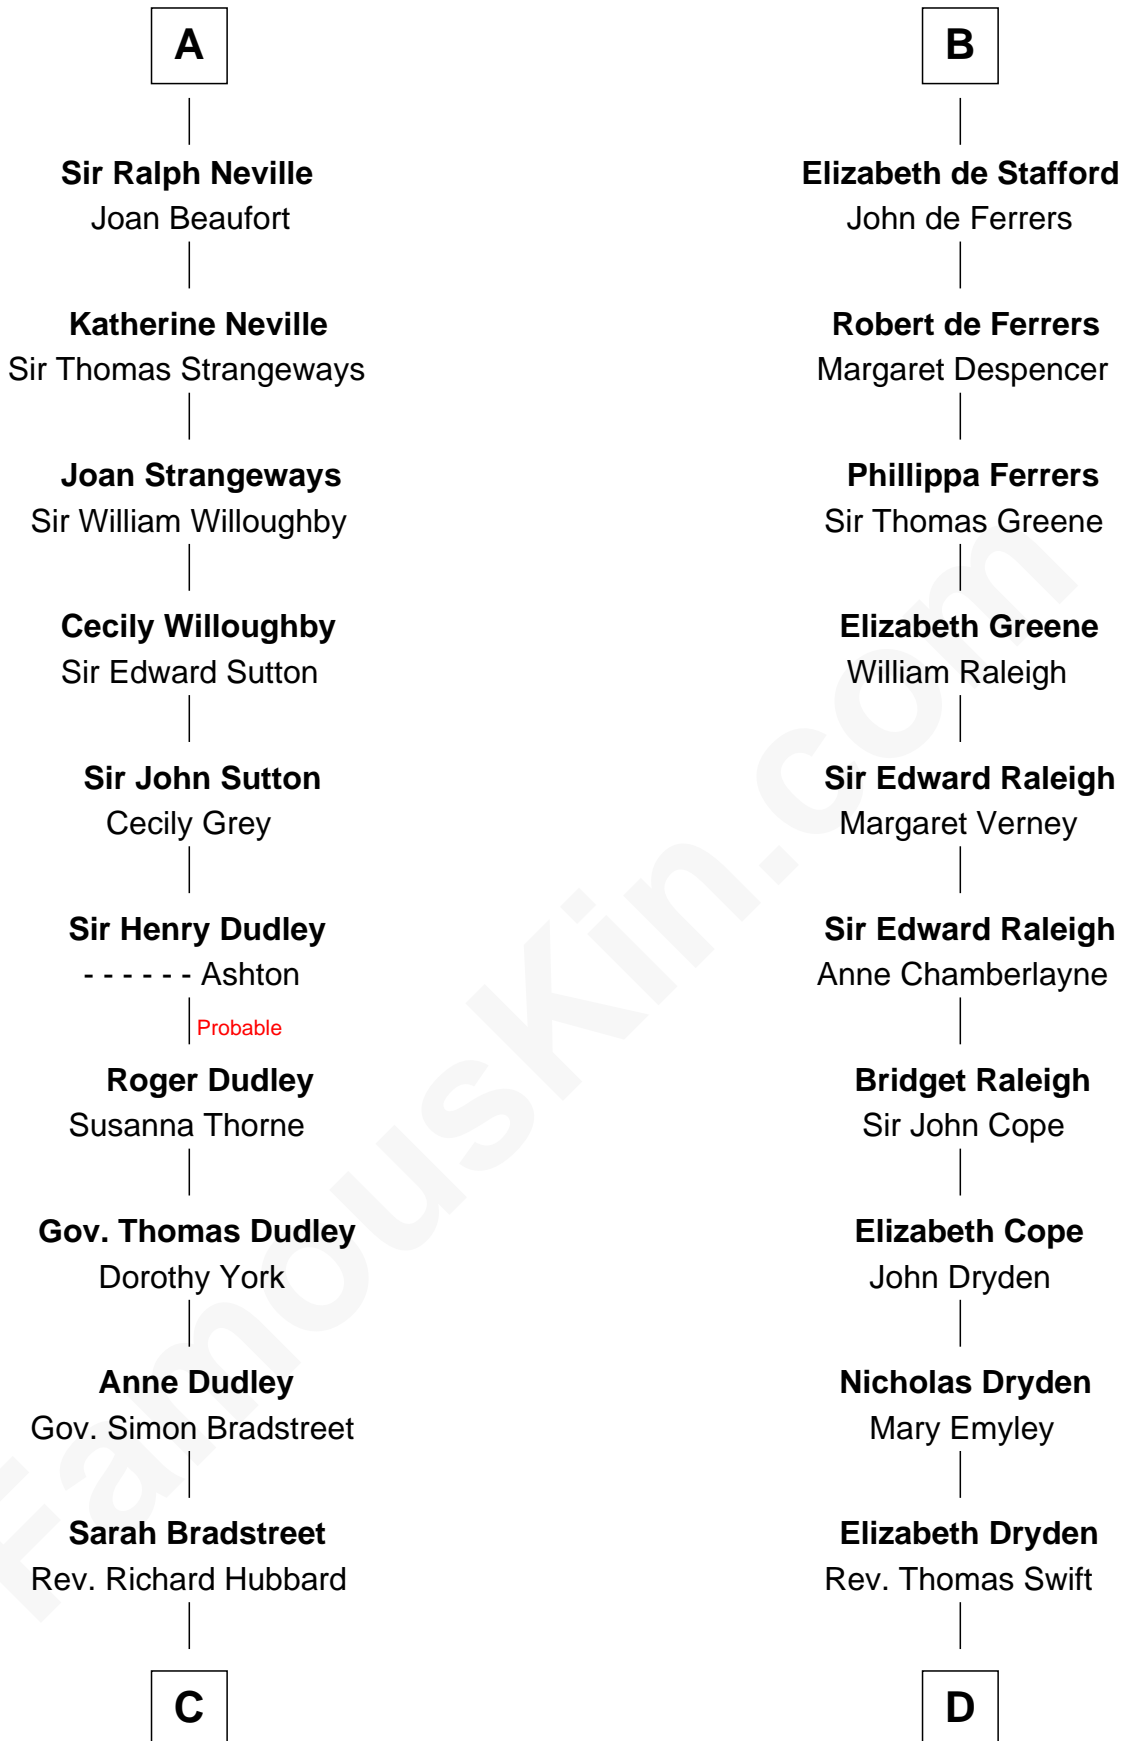 A
Sir Ralph Neville
Joan Beaufort
Katherine Neville
Sir Thomas Strangeways
Joan Strangeways
Sir William Willoughby
Cecily Willoughby
Sir Edward Sutton
Sir John Sutton
Cecily Grey
Sir Henry Dudley
- - - - - - Ashton
Probable
Roger Dudley
Susanna Thorne
Gov. Thomas Dudley
Dorothy York
Anne Dudley
Gov. Simon Bradstreet
Sarah Bradstreet
Rev. Richard Hubbard
C
B
Elizabeth de Stafford
John de Ferrers
Robert de Ferrers
Margaret Despencer
Phillippa Ferrers
Sir Thomas Greene
Elizabeth Greene
William Raleigh
Sir Edward Raleigh
Margaret Verney
Sir Edward Raleigh
Anne Chamberlayne
Bridget Raleigh
Sir John Cope
Elizabeth Cope
John Dryden
Nicholas Dryden
Mary Emyley
Elizabeth Dryden
Rev. Thomas Swift
D
FamousKin.com